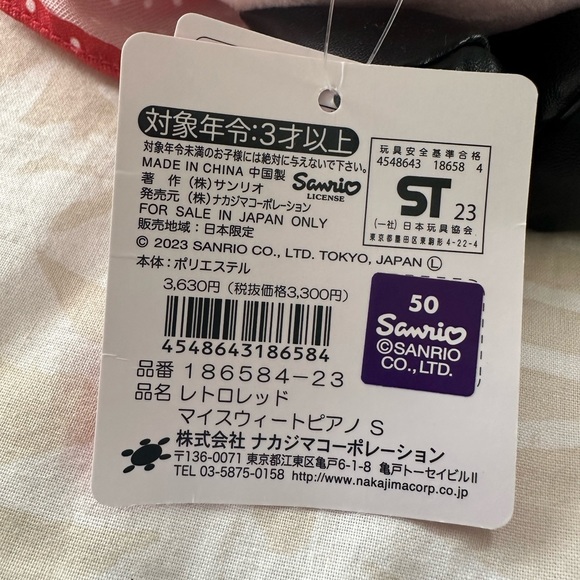 対象年令:3才以上
対象年令未満のお子様には絶対に与えないで下さい。
MADE IN CHINA 中国製
著 作 (株)サンリオ
発売元 (株)ナカジマコーポレーション
FOR SALE IN JAPAN ONLY
販売地域:日本限定
Sanrio
LICENSE
玩具安全基準合格
4548643 18658 4
ST 23
(一社)日本玩具協会
東京都墨田区東駒形4-22-4
© 2023 SANRIO CO., LTD. TOKYO, JAPAN Ⓛ
本体:ポリエステル
3,630円(税抜価格3,300円)
4548643186584
50
Sanrio
©SANRIO
CO.,LTD.
品番 186584-23
品名 レトロレッド
マイスウィートピアノ S
株式会社 ナカジマコーポレーション
〒136-0071 東京都江東区亀戸6-1-8 亀戸トーセイビルⅡ
TEL 03-5875-0158 http://www.nakajimacorp.co.jp